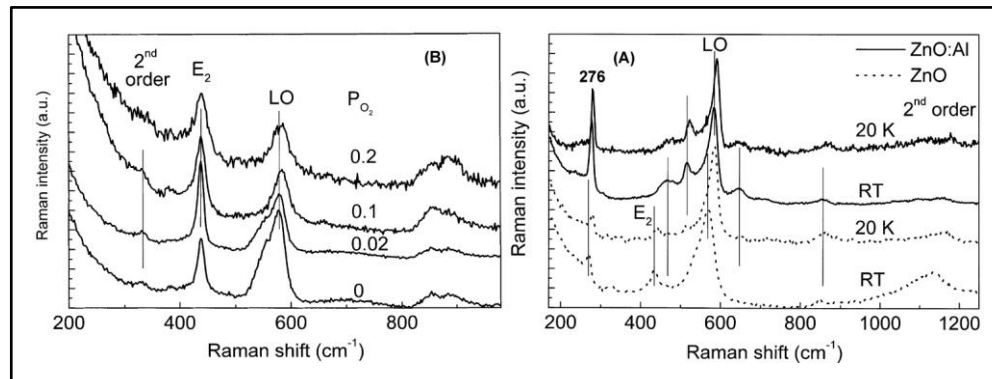 2nd
order
E2
LO
(B)
PO2
0.2
0.1
0.02
0
Raman intensity (a.u.)
200 400 600 800
Raman shift (cm-1)
(A)
LO
ZnO:Al
ZnO
2nd order
276
20 K
RT
E2
20 K
RT
Raman intensity (a.u.)
200 400 600 800 1000 1200
Raman shift (cm-1)